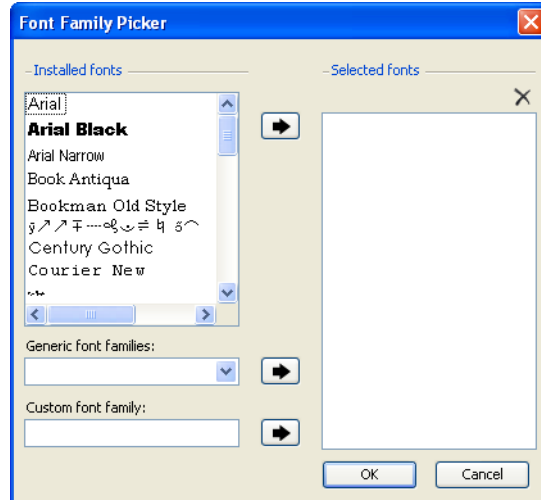 Font Family Picker
Installed fonts
Arial
Arial Black
Arial Narrow
Book Antiqua
Bookman Old Style
Century Gothic
Courier New
Generic font families:
Custom font family:
Selected fonts
OK
Cancel